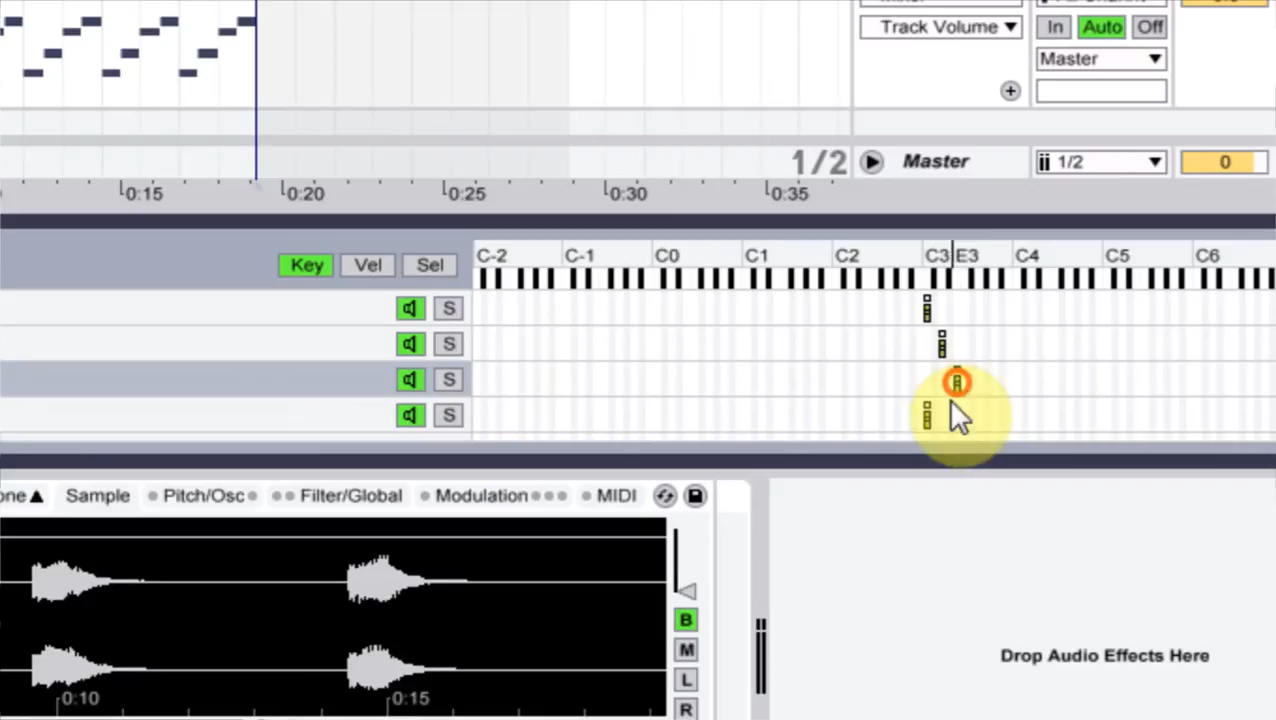 Track Volume
In Auto Off
Master
1/2 Master 1/2 0
0:15 0:20 0:25 0:30 0:35
Key Vel Sel C-2 C-1 C0 C1 C2 C3 E3 C4 C5 C6
S
S
S
S
one Sample Pitch/Osc Filter/Global Modulation MIDI
B
M
L
R
Drop Audio Effects Here
0:10 0:15